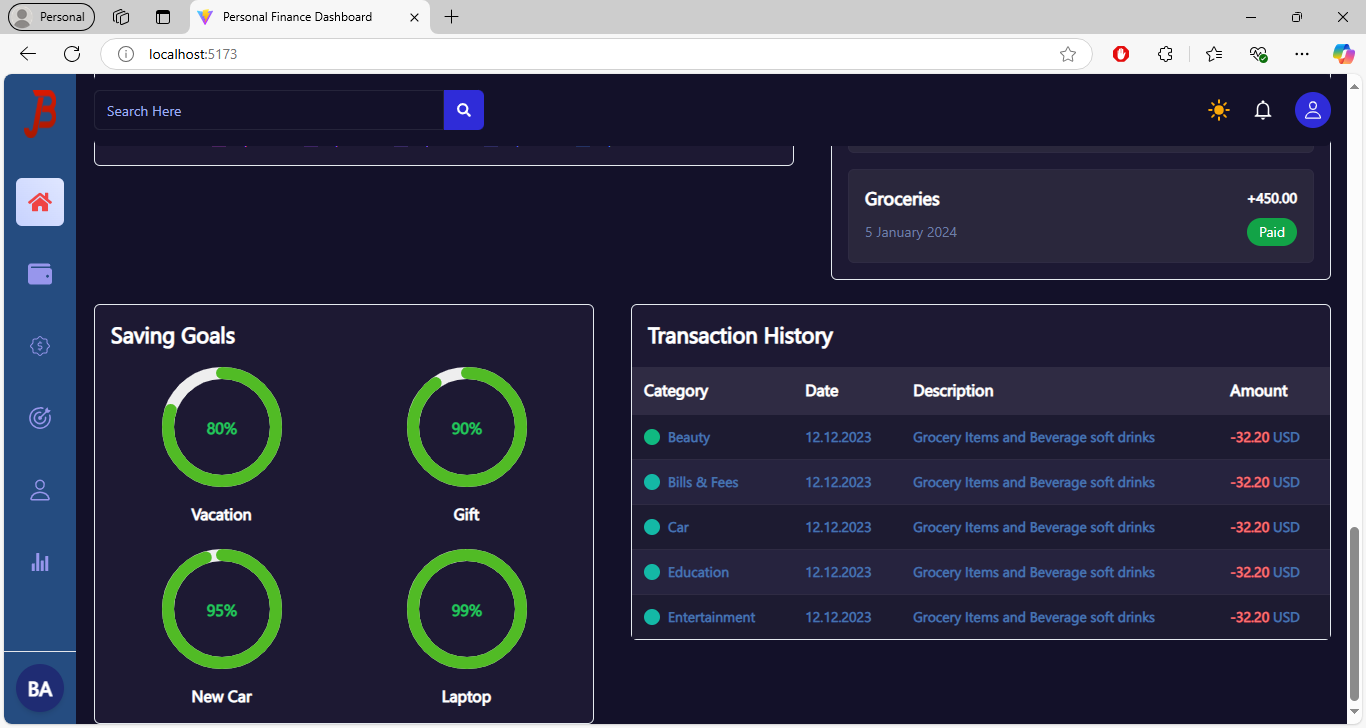 Personal
Personal Finance Dashboard
localhost:5173
B
Search Here
Groceries
+450.00
5 January 2024
Paid
Saving Goals
80%
90%
Vacation
Gift
95%
99%
New Car
Laptop
Transaction History
Category Date Description Amount
Beauty 12.12.2023 Grocery Items and Beverage soft drinks -32.20 USD
Bills & Fees 12.12.2023 Grocery Items and Beverage soft drinks -32.20 USD
Car 12.12.2023 Grocery Items and Beverage soft drinks -32.20 USD
Education 12.12.2023 Grocery Items and Beverage soft drinks -32.20 USD
Entertainment 12.12.2023 Grocery Items and Beverage soft drinks -32.20 USD
BA